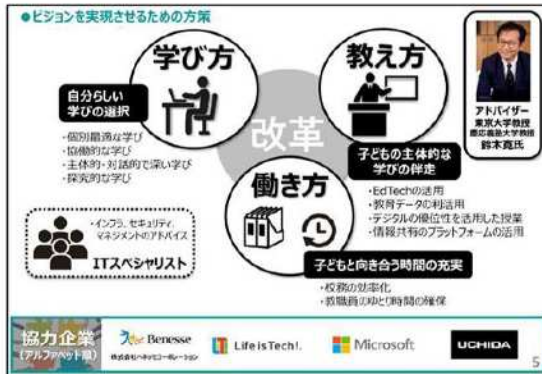 ●ビジョンを実現させるための方策
学び方
自分らしい
学びの選択
・個別最適な学び
・協働的な学び
・主体的・対話的で深い学び
・探究的な学び
教え方
子どもの主体的な
学びの伴走
・EdTechの活用
・教育データの利活用
・デジタルの優位性を活用した授業
・情報共有のプラットフォームの活用
アドバイザー
東京大学教授
慶応義塾大学教授
鈴木寛氏
改革
働き方
子どもと向き合う時間の充実
・校務の効率化
・教職員のゆとり時間の確保
・インフラ、セキュリティ、
マネジメントのアドバイス
ITスペシャリスト
協力企業
(アルファベット順)
Benesse
株式会社ベネッセコーポレーション
Life is Tech!.
Microsoft
UCHIDA
5